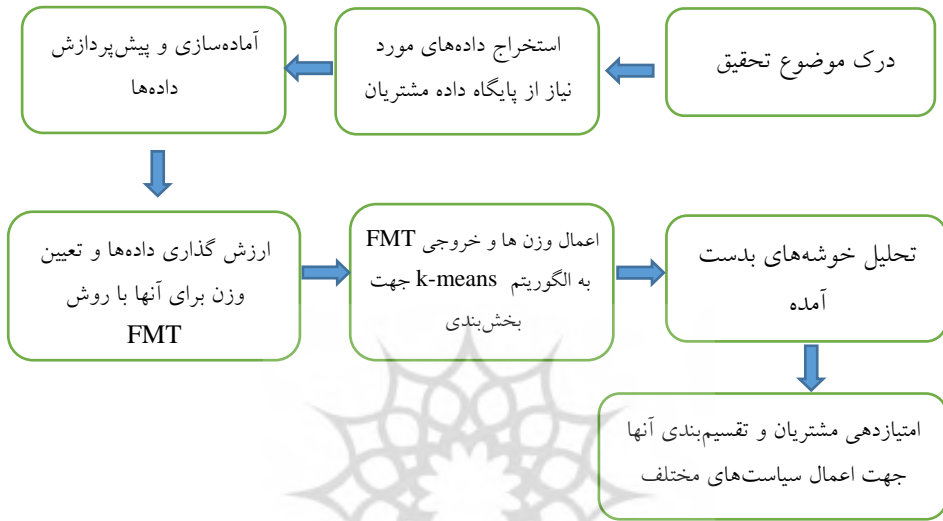 درک موضوع تحقیق
استخراج داده‌های مورد
نیاز از پایگاه داده مشتریان
آماده‌سازی و پیش‌پردازش
داده‌ها
ارزش گذاری داده‌ها و تعیین
وزن برای آنها با روش
FMT
اعمال وزن ها و خروجی FMT
به الگوریتم k-means جهت
بخش‌بندی
تحلیل خوشه‌های بدست
آمده
امتیازدهی مشتریان و تقسیم‌بندی آنها
جهت اعمال سیاست‌های مختلف